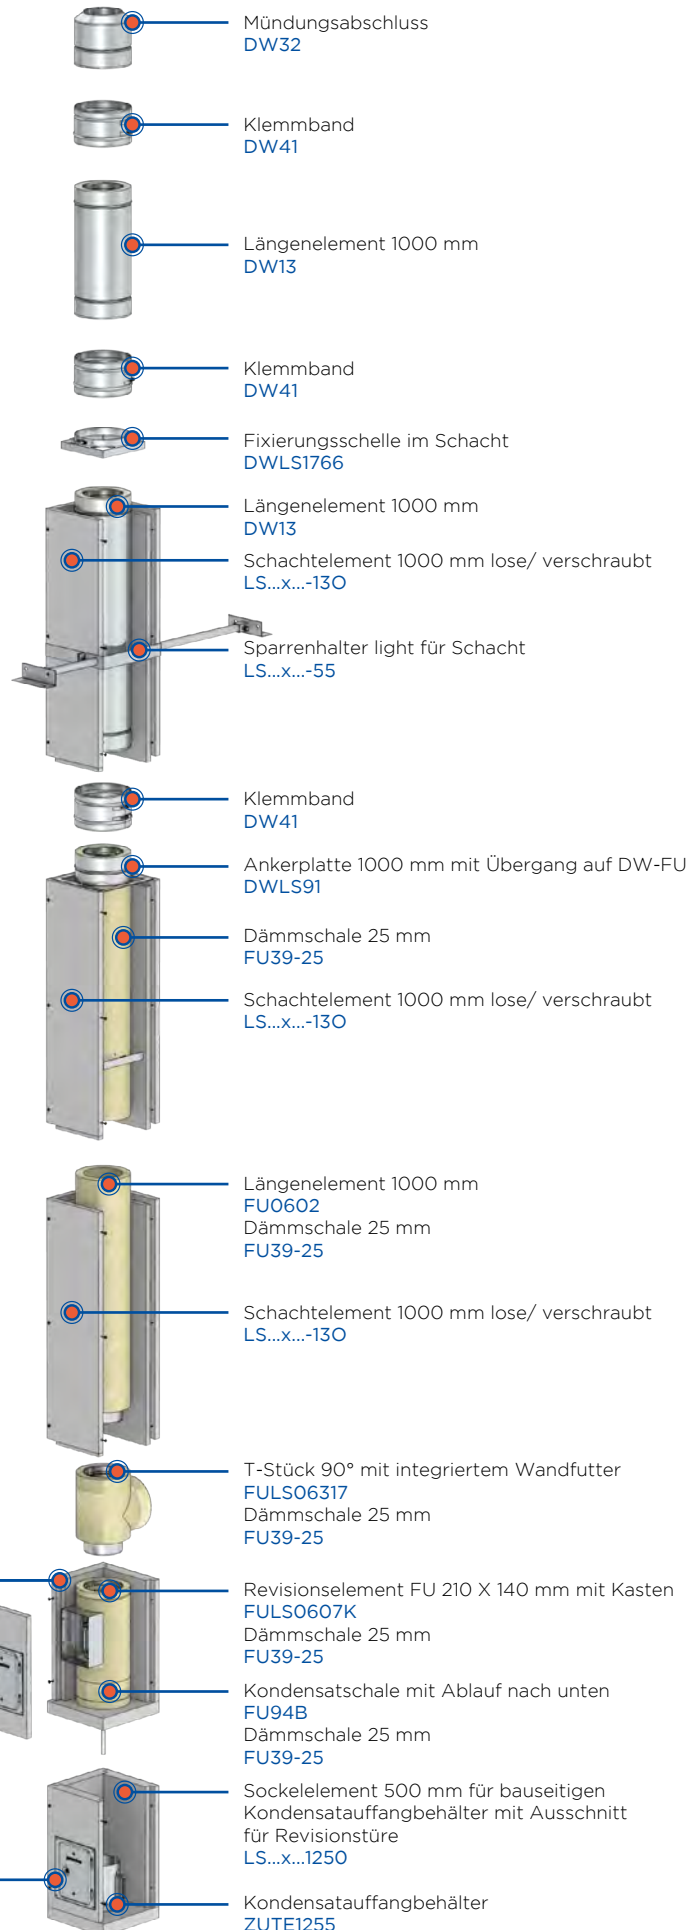 Mündungsabschluss
DW32
Klemmband
DW41
Längenelement 1000 mm
DW13
Klemmband
DW41
Fixierungsschelle im Schacht
DWLS1766
Längenelement 1000 mm
DW13
Schachtelement 1000 mm lose/ verschraubt
LS...x...-13O
Sparrenhalter light für Schacht
LS...x...-55
Klemmband
DW41
Ankerplatte 1000 mm mit Übergang auf DW-FU
DWLS91
Dämmschale 25 mm
FU39-25
Schachtelement 1000 mm lose/ verschraubt
LS...x...-13O
Längenelement 1000 mm
FU0602
Dämmschale 25 mm
FU39-25
Schachtelement 1000 mm lose/ verschraubt
LS...x...-13O
T-Stück 90° mit integriertem Wandfutter
FULS06317
Dämmschale 25 mm
FU39-25
Revisionselement FU 210 X 140 mm mit Kasten
FULS0607K
Dämmschale 25 mm
FU39-25
Kondensatschale mit Ablauf nach unten
FU94B
Dämmschale 25 mm
FU39-25
Sockelelement 500 mm für bauseitigen
Kondensatauffangbehälter mit Ausschnitt
für Revisionstüre
LS...x...1250
Kondensatauffangbehälter
ZUTE1255